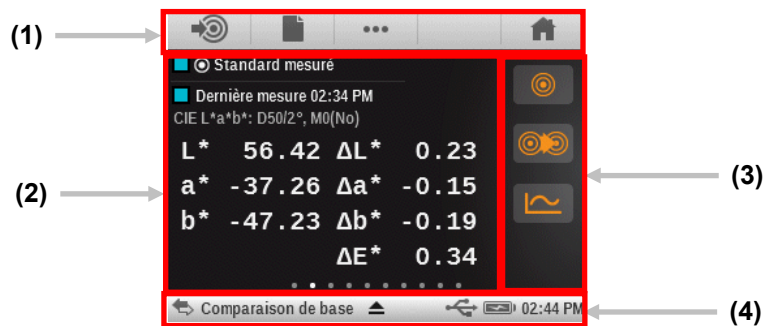 (1)
Standard mesuré
Dernière mesure 02:34 PM
CIE L*a*b*: D50/2°, M0(No)
L* 56.42 ΔL* 0.23
a* -37.26 Δa* -0.15
b* -47.23 Δb* -0.19
ΔE* 0.34
(2)
(3)
Comparaison de base 02:44 PM
(4)